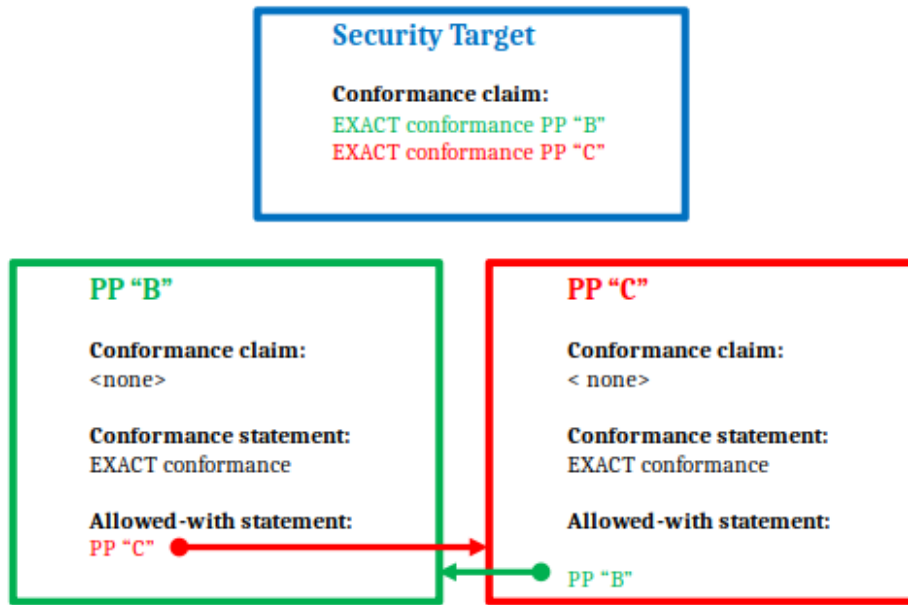 Security Target
Conformance claim:
EXACT conformance PP “B”
EXACT conformance PP “C”
PP “B”
Conformance claim:
<none>
Conformance statement:
EXACT conformance
Allowed-with statement:
PP “C”
PP “C”
Conformance claim:
< none>
Conformance statement:
EXACT conformance
Allowed-with statement:
PP “B”